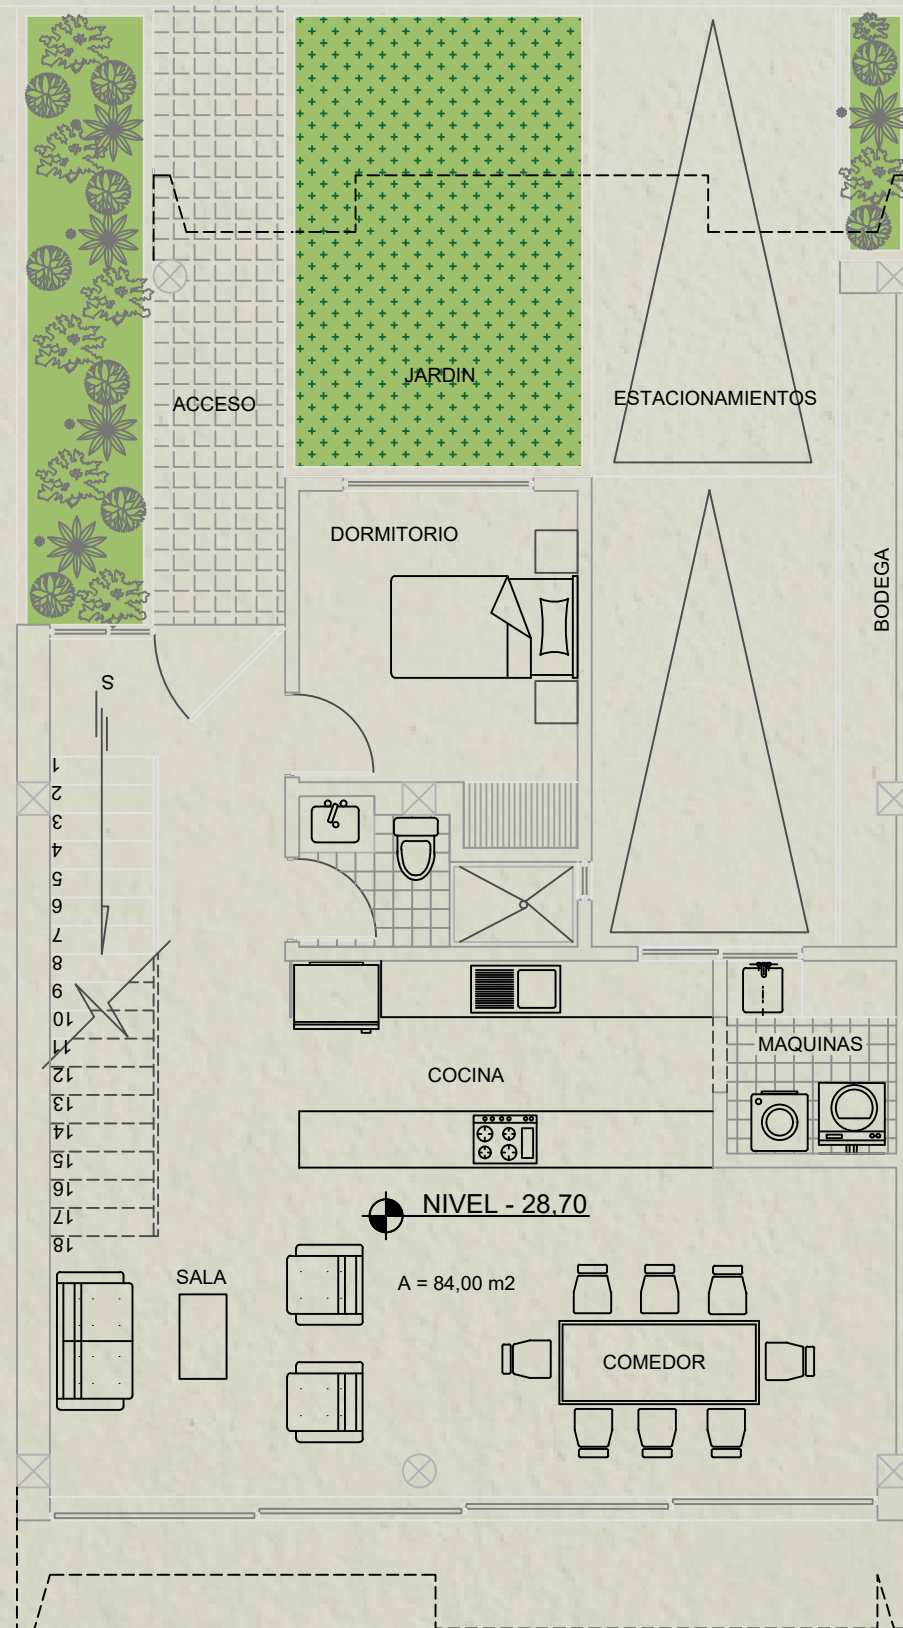 JARDIN
ESTACIONAMIENTOS
ACCESO
DORMITORIO
BODEGA
S
1
2
3
4
5
6
7
8
9
10
11
12
13
14
15
16
17
18
MAQUINAS
COCINA
NIVEL - 28,70
SALA
A = 84,00 m2
COMEDOR